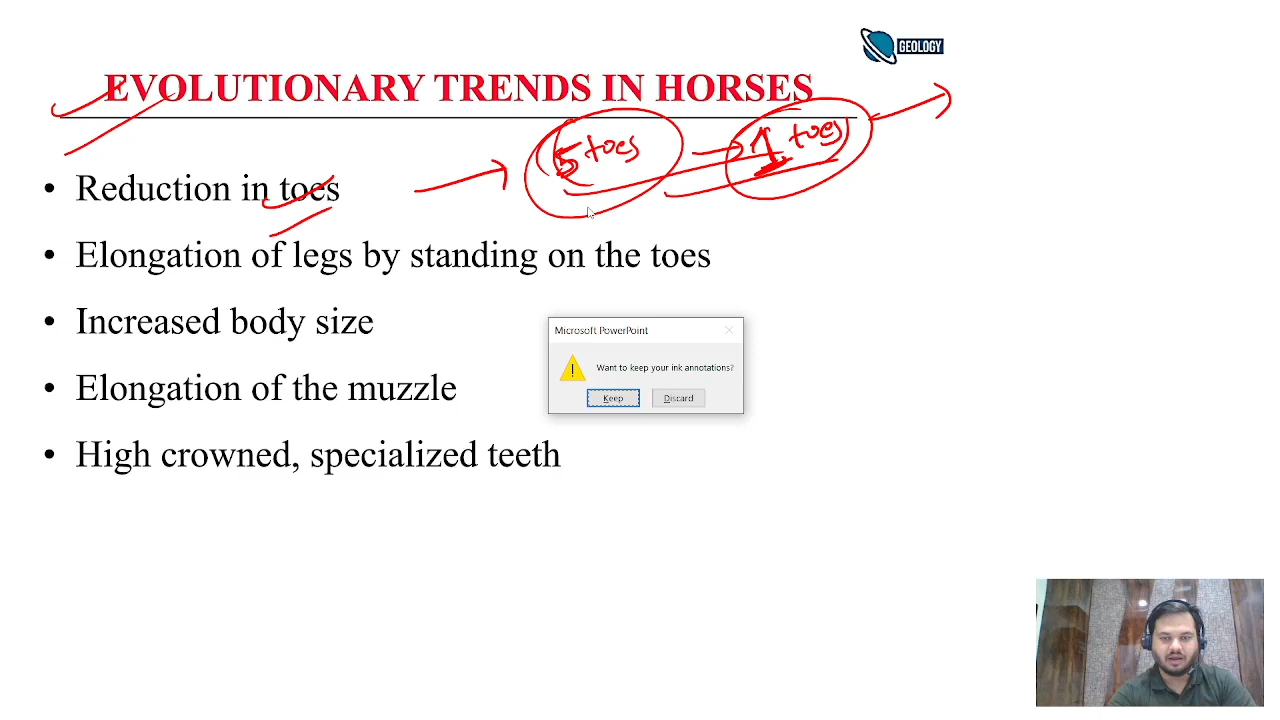 GEOLOGY
EVOLUTIONARY TRENDS IN HORSES
5 toes 1 toes
• Reduction in toes
• Elongation of legs by standing on the toes
• Increased body size
Microsoft PowerPoint
Want to keep your ink annotations?
Keep Discard
• Elongation of the muzzle
• High crowned, specialized teeth